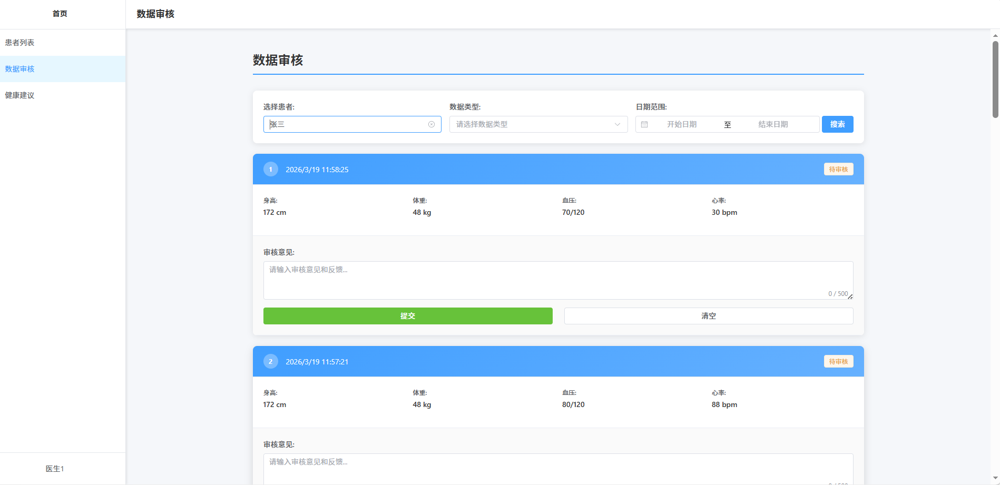 首页
数据审核
患者列表
数据审核
健康建议
医生1
数据审核
选择患者:
数据类型:
日期范围:
张三
请选择数据类型
开始日期 至 结束日期
搜索
1 2026/3/19 11:58:25 待审核
身高: 体重: 血压: 心率:
172 cm 48 kg 70/120 30 bpm
审核意见:
请输入审核意见和反馈...
0 / 500
提交 清空
2 2026/3/19 11:57:21 待审核
身高: 体重: 血压: 心率:
172 cm 48 kg 80/120 88 bpm
审核意见:
请输入审核意见和反馈...